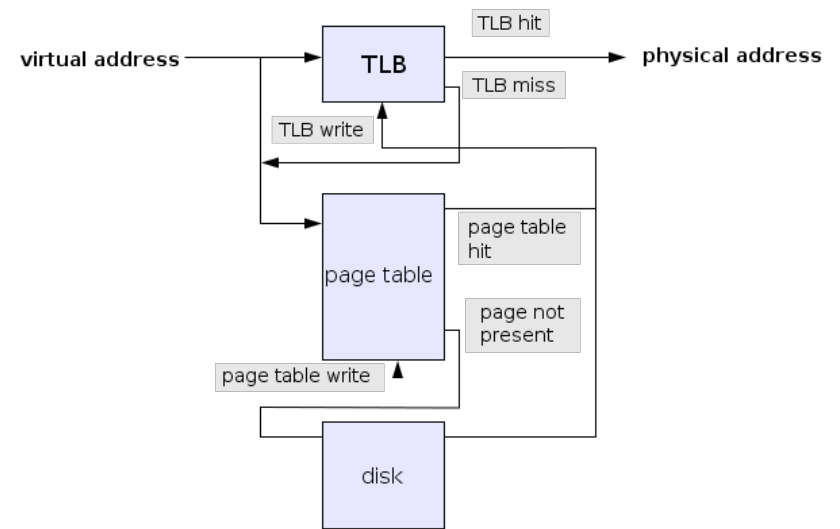 TLB hit
virtual address
TLB
physical address
TLB miss
TLB write
page table
hit
page table
page not
present
page table write
disk